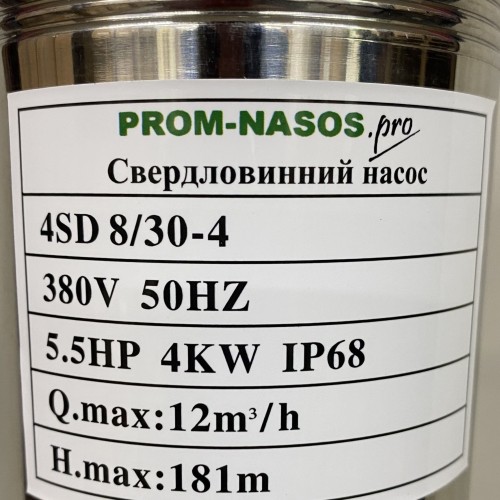 PROM-NASOS.pro
Свердловинний насос
4SD 8/30-4
380V 50HZ
5.5HP 4KW IP68
Q.max:12m³/h
H.max:181m